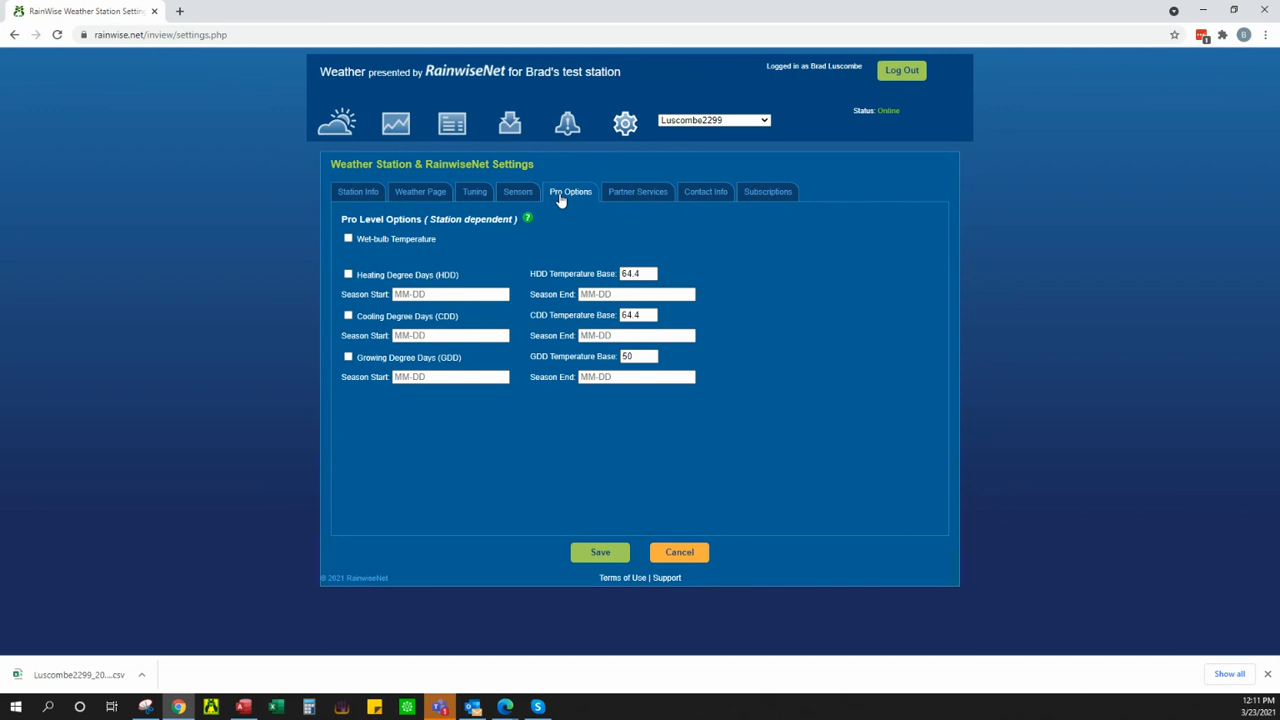 RainWise Weather Station Setting
rainwise.net/inview/settings.php
B
1
Weather presented by RainwiseNet for Brad's test station
Logged in as Brad Luscombe
Log Out
Luscombe2299
Status: Online
Weather Station & RainwiseNet Settings
Station Info Weather Page Tuning Sensors Pro Options Partner Services Contact Info Subscriptions
Pro Level Options ( Station dependent ) ?
Wet-bulb Temperature
Heating Degree Days (HDD) HDD Temperature Base: 64.4
Season Start: MM-DD Season End: MM-DD
Cooling Degree Days (CDD) CDD Temperature Base: 64.4
Season Start: MM-DD Season End: MM-DD
Growing Degree Days (GDD) GDD Temperature Base: 50
Season Start: MM-DD Season End: MM-DD
Save Cancel
© 2021 RainwiseNet
Terms of Use | Support
Luscombe2299_20....csv
Show all
12:11 PM
3/23/2021